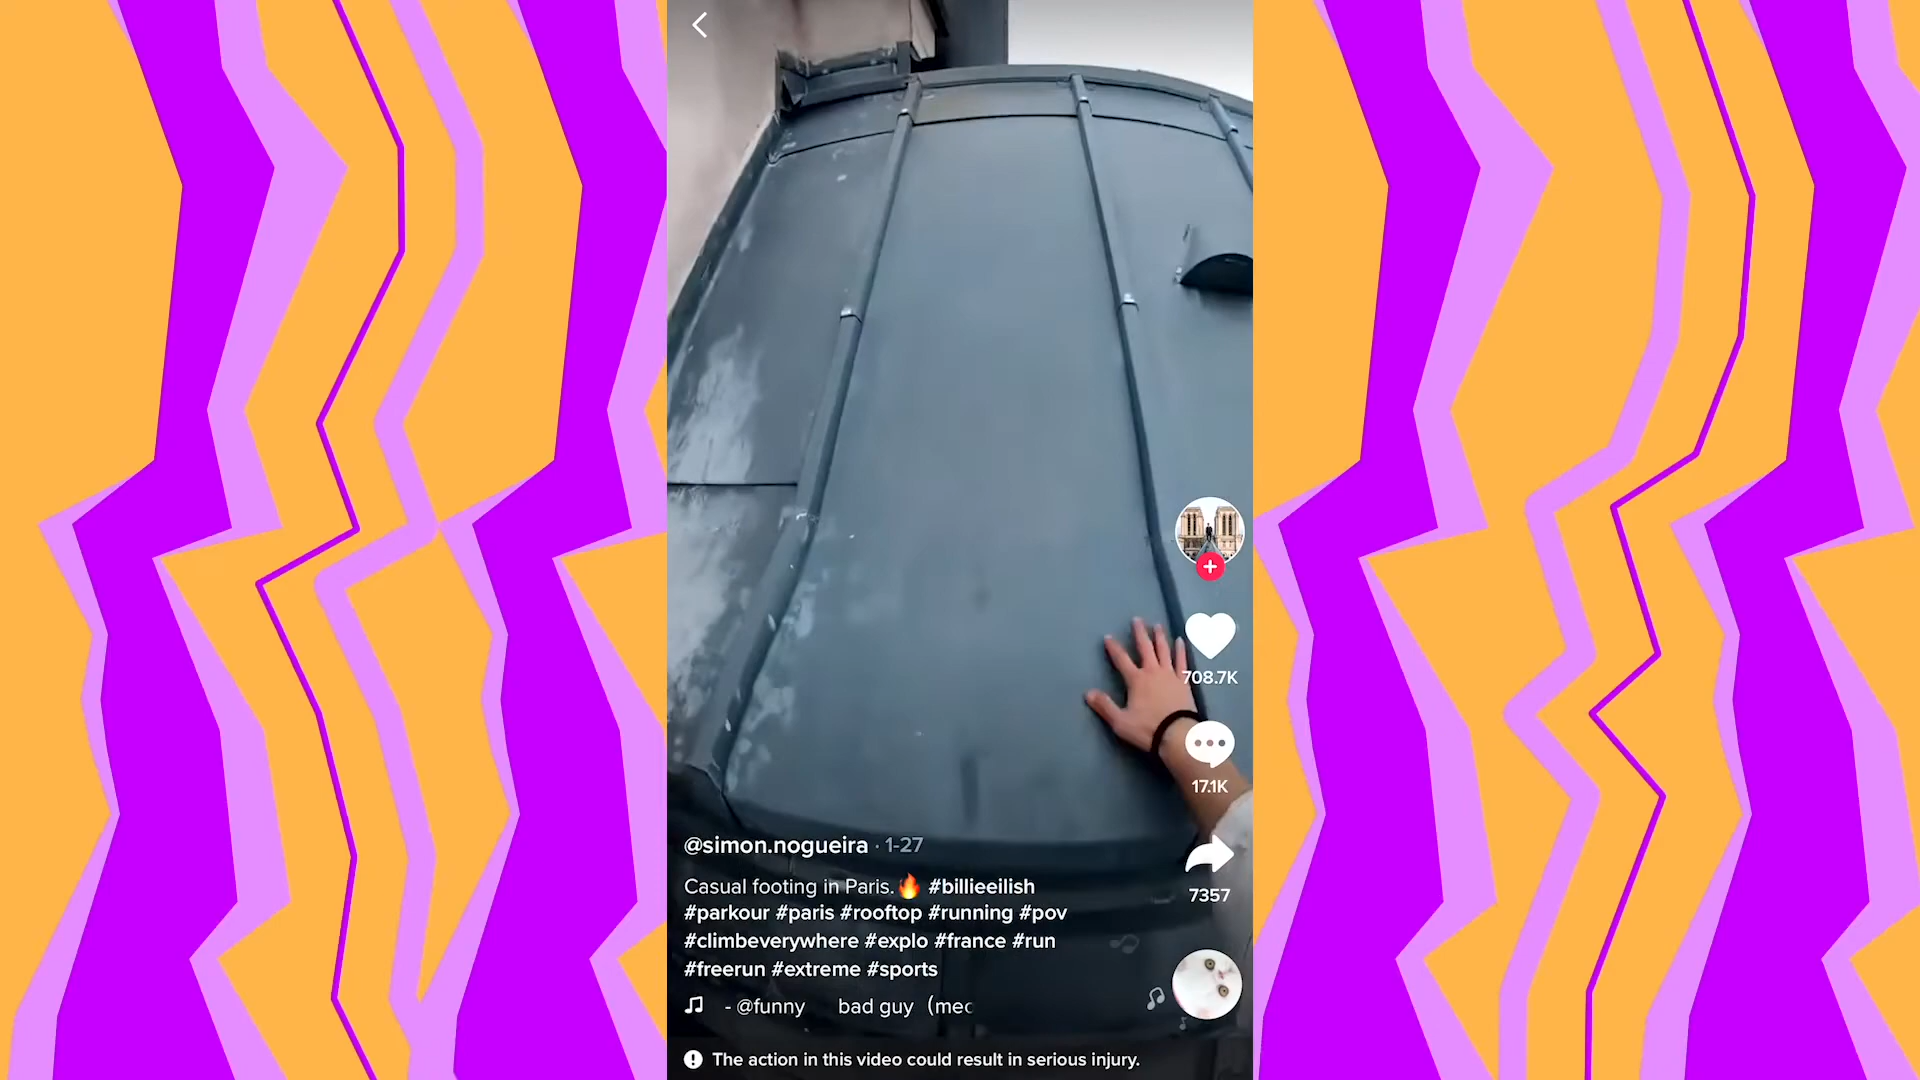 708.7K
17.1K
@simon.nogueira · 1-27
7357
Casual footing in Paris.🔥 #billieeilish
#parkour #paris #rooftop #running #pov
#climbeverywhere #explo #france #run
#freerun #extreme #sports
- @funny bad guy (mec
The action in this video could result in serious injury.